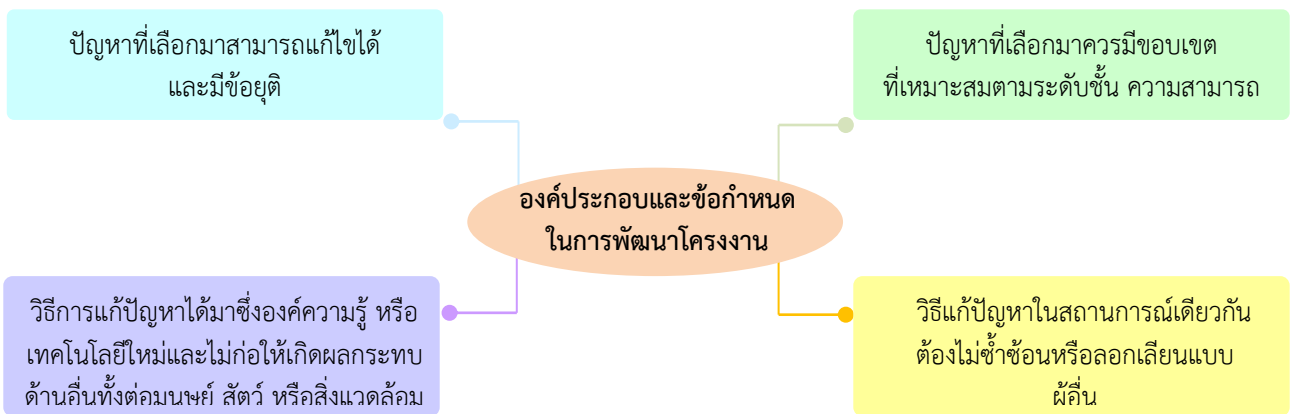 ปัญหาที่เลือกมาสามารถแก้ไขได้
และมีข้อยุติ
ปัญหาที่เลือกมาควรมีขอบเขต
ที่เหมาะสมตามระดับชั้น ความสามารถ
องค์ประกอบและข้อกำหนด
ในการพัฒนาโครงงาน
วิธีการแก้ปัญหาได้มาซึ่งองค์ความรู้ หรือ
เทคโนโลยีใหม่และไม่ก่อให้เกิดผลกระทบ
ด้านอื่นทั้งต่อมนุษย์ สัตว์ หรือสิ่งแวดล้อม
วิธีแก้ปัญหาในสถานการณ์เดียวกัน
ต้องไม่ซ้ำซ้อนหรือลอกเลียนแบบ
ผู้อื่น